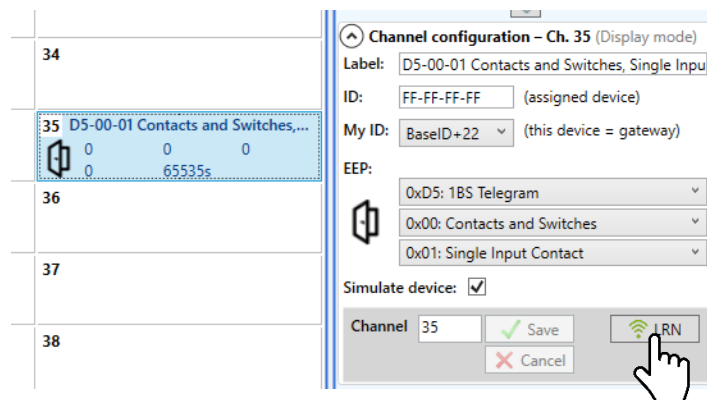 34
35 D5-00-01 Contacts and Switches,...
0 0 0
0 65535s
36
37
38
Channel configuration – Ch. 35 (Display mode)
Label: D5-00-01 Contacts and Switches, Single Inpu
ID: FF-FF-FF-FF (assigned device)
My ID: BaseID+22 (this device = gateway)
EEP:
0xD5: 1BS Telegram
0x00: Contacts and Switches
0x01: Single Input Contact
Simulate device:
Channel 35 Save LRN
Cancel